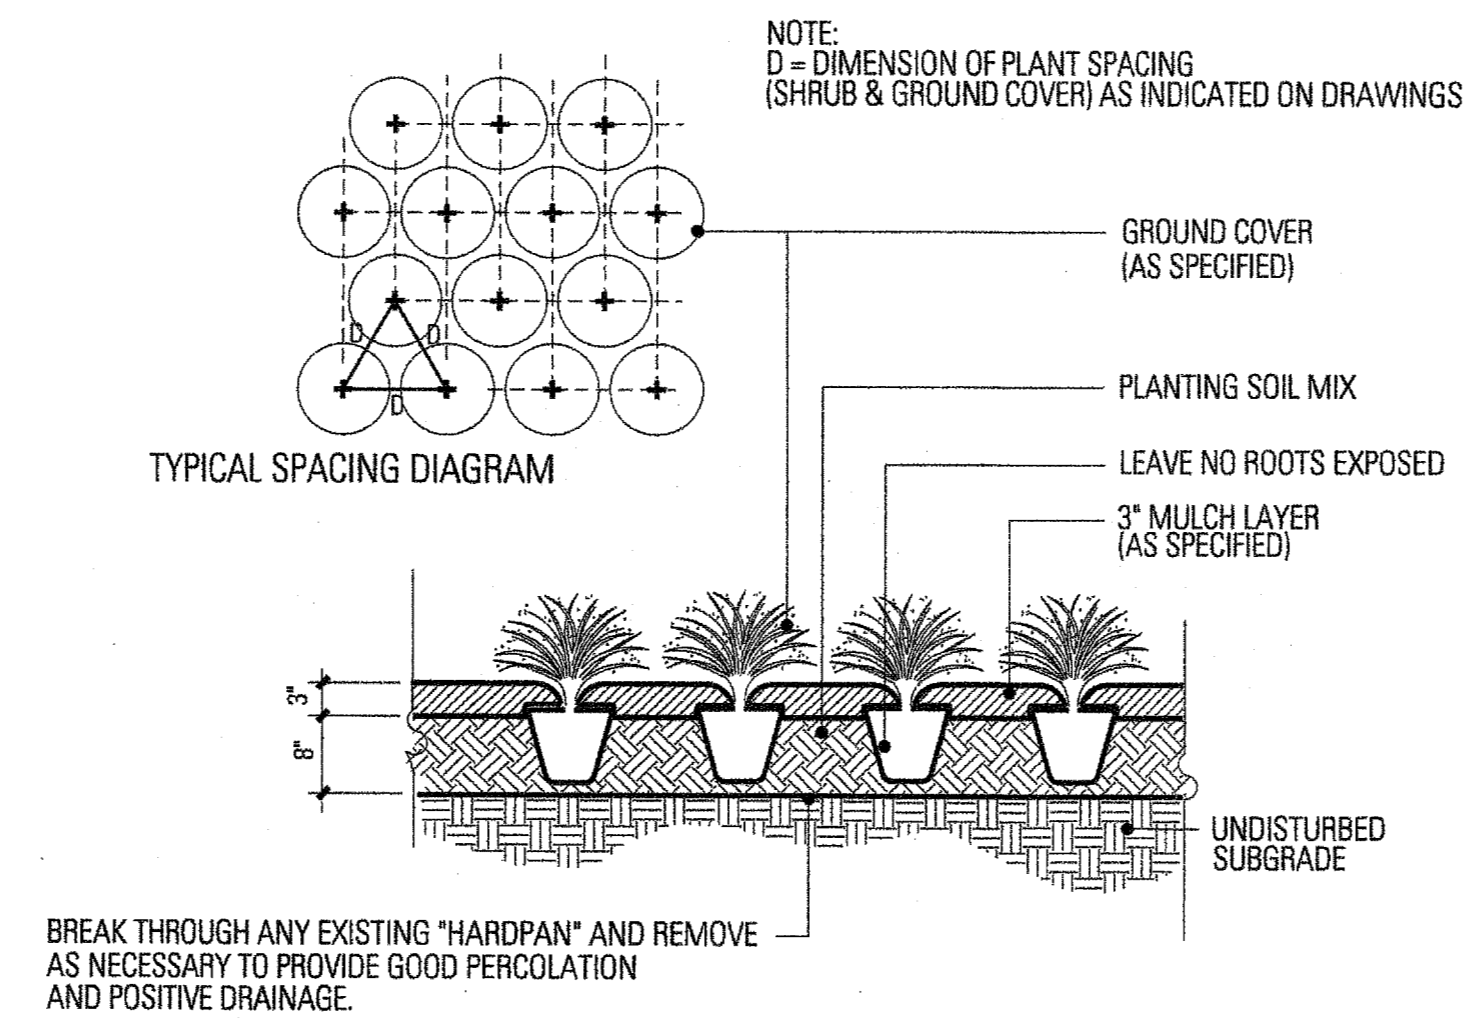 NOTE:
D = DIMENSION OF PLANT SPACING
(SHRUB & GROUND COVER) AS INDICATED ON DRAWINGS
GROUND COVER
(AS SPECIFIED)
D
D
D
TYPICAL SPACING DIAGRAM
PLANTING SOIL MIX
LEAVE NO ROOTS EXPOSED
3" MULCH LAYER
(AS SPECIFIED)
3"
8"
UNDISTURBED
SUBGRADE
BREAK THROUGH ANY EXISTING "HARDPAN" AND REMOVE
AS NECESSARY TO PROVIDE GOOD PERCOLATION
AND POSITIVE DRAINAGE.